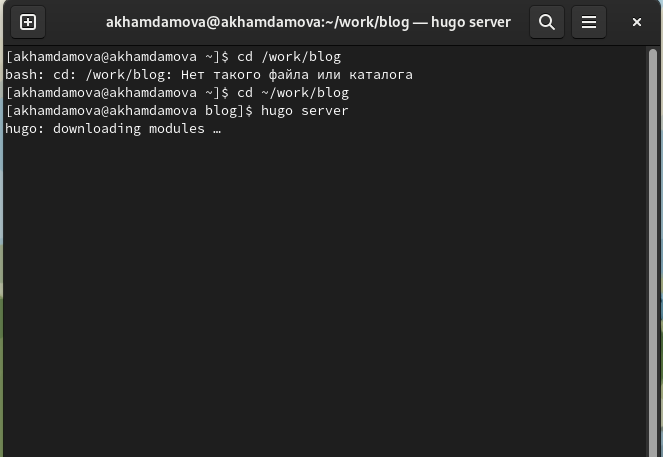 akhamdamova@akhamdamova:~/work/blog — hugo server
[akhamdamova@akhamdamova ~]$ cd /work/blog
bash: cd: /work/blog: Нет такого файла или каталога
[akhamdamova@akhamdamova ~]$ cd ~/work/blog
[akhamdamova@akhamdamova blog]$ hugo server
hugo: downloading modules …